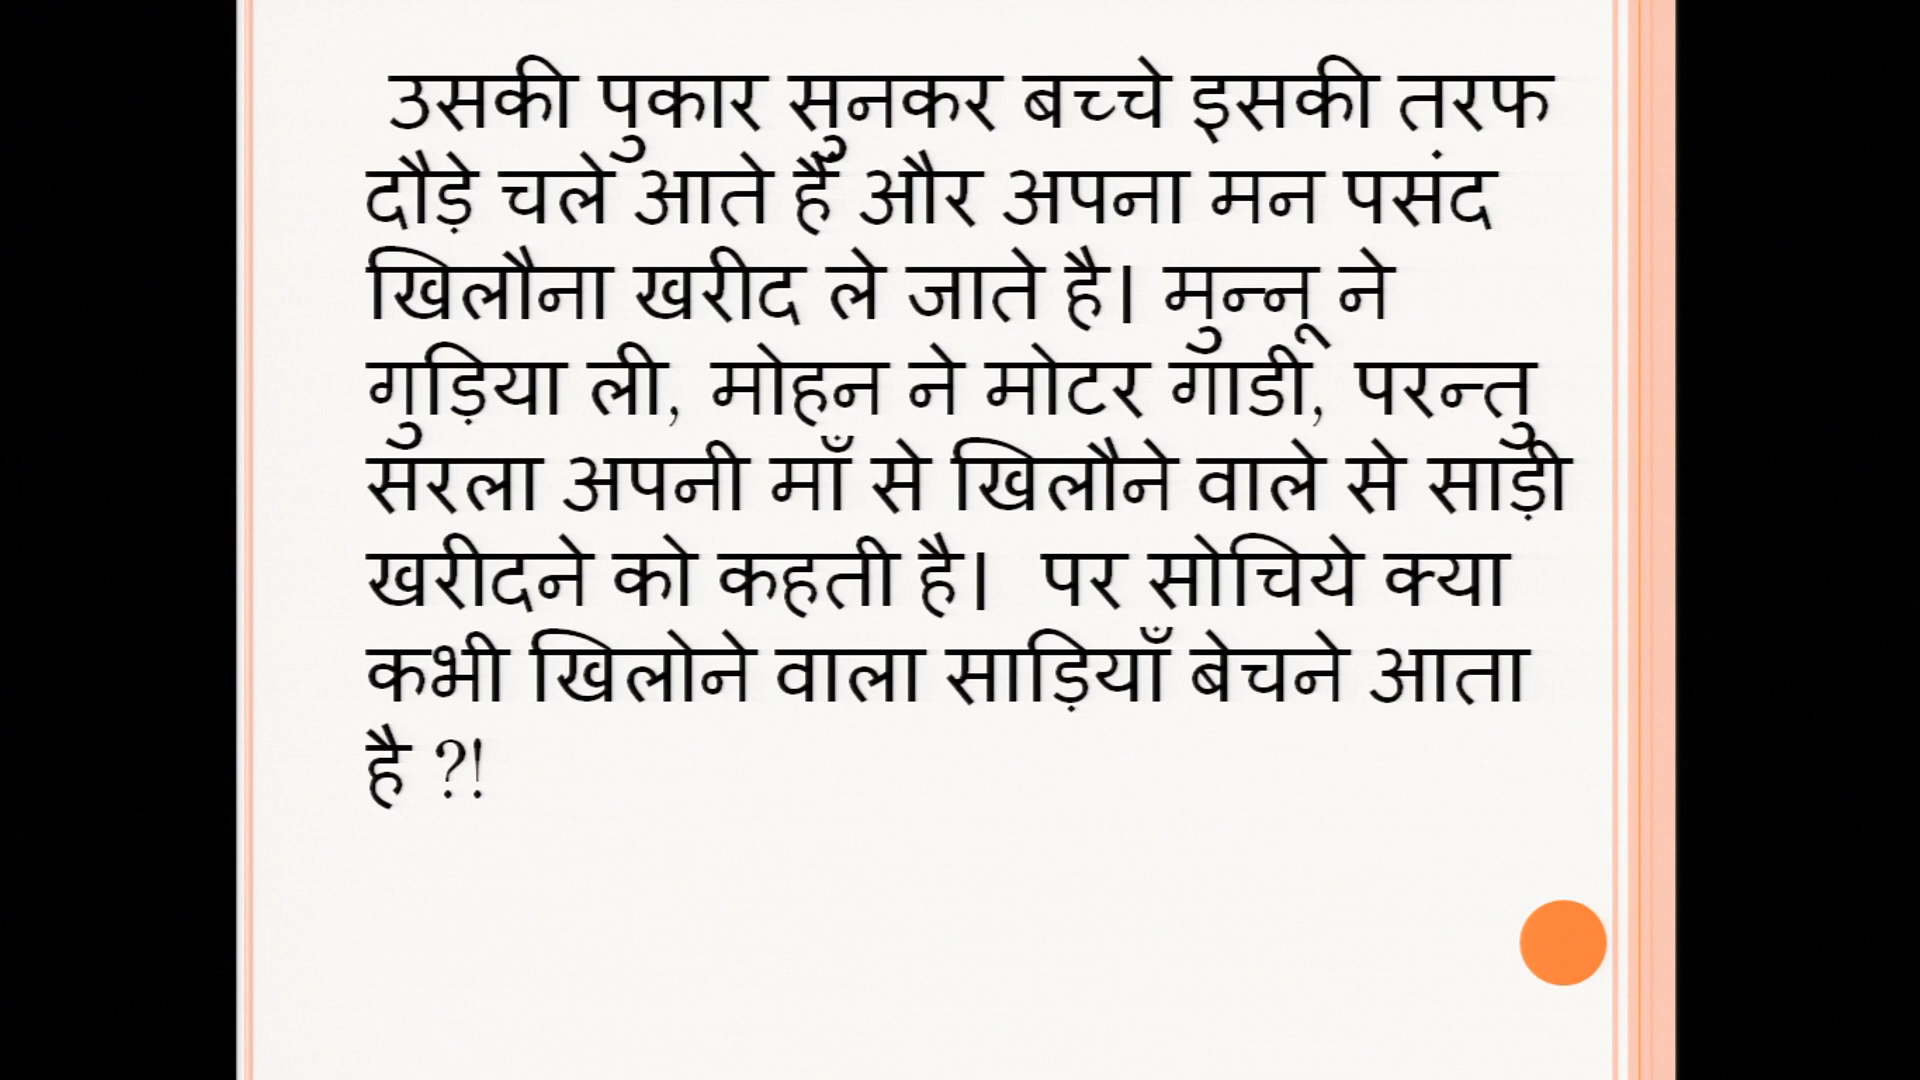 उसकी पुकार सुनकर बच्चे इसकी तरफ
दौड़े चले आते हैं और अपना मन पसंद
खिलौना खरीद ले जाते है। मुन्नू ने
गुड़िया ली, मोहन ने मोटर गाडी, परन्तु
सरला अपनी माँ से खिलौने वाले से साड़ी
खरीदने को कहती है। पर सोचिये क्या
कभी खिलोने वाला साड़ियाँ बेचने आता
है ?!